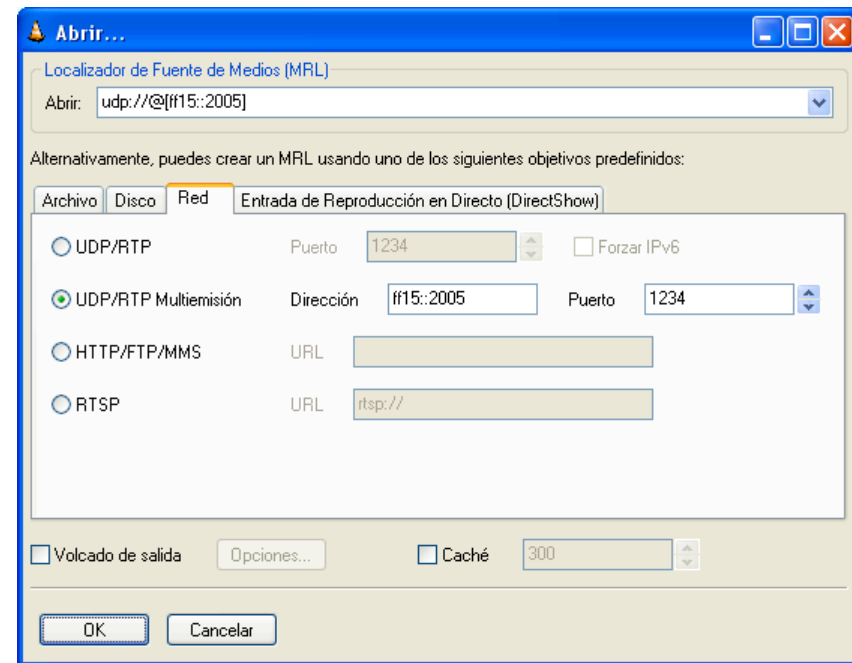 Abrir...
Localizador de Fuente de Medios (MRL)
Abrir: udp://@[ff15::2005]
Alternativamente, puedes crear un MRL usando uno de los siguientes objetivos predefinidos:
Archivo Disco Red Entrada de Reproducción en Directo (DirectShow)
UDP/RTP Puerto 1234 Forzar IPv6
UDP/RTP Multiemisión Dirección ff15::2005 Puerto 1234
HTTP/FTP/MMS URL
RTSP URL rtsp://
Volcado de salida Opciones... Caché 300
OK Cancelar